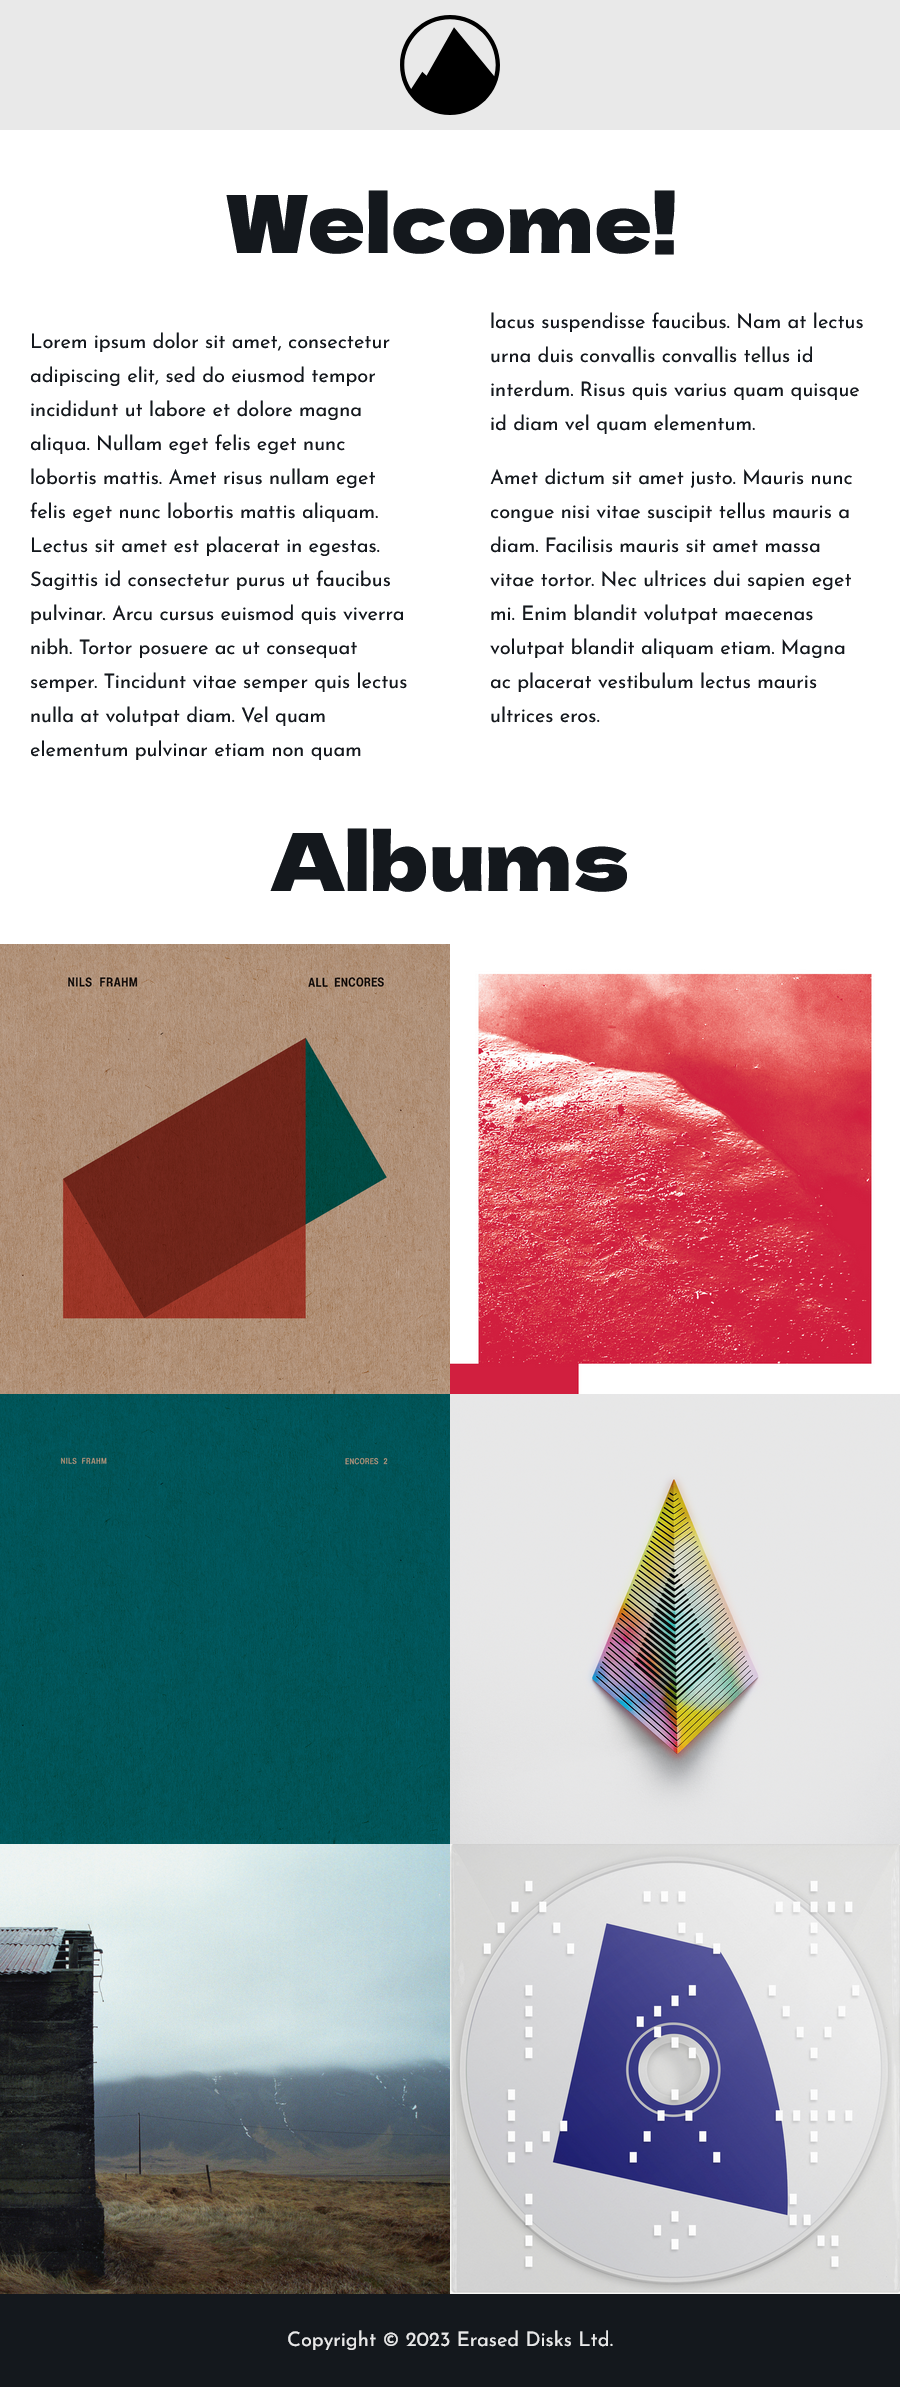 Welcome!
Lorem ipsum dolor sit amet, consectetur
adipiscing elit, sed do eiusmod tempor
incididunt ut labore et dolore magna
aliqua. Nullam eget felis eget nunc
lobortis mattis. Amet risus nullam eget
felis eget nunc lobortis mattis aliquam.
Lectus sit amet est placerat in egestas.
Sagittis id consectetur purus ut faucibus
pulvinar. Arcu cursus euismod quis viverra
nibh. Tortor posuere ac ut consequat
semper. Tincidunt vitae semper quis lectus
nulla at volutpat diam. Vel quam
elementum pulvinar etiam non quam
lacus suspendisse faucibus. Nam at lectus
urna duis convallis convallis tellus id
interdum. Risus quis varius quam quisque
id diam vel quam elementum.
Amet dictum sit amet justo. Mauris nunc
congue nisi vitae suscipit tellus mauris a
diam. Facilisis mauris sit amet massa
vitae tortor. Nec ultrices dui sapien eget
mi. Enim blandit volutpat maecenas
volutpat blandit aliquam etiam. Magna
ac placerat vestibulum lectus mauris
ultrices eros.
Albums
NILS FRAHM ALL ENCORES
NILS FRAHM ENCORES 2
Copyright © 2023 Erased Disks Ltd.